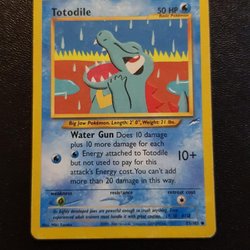 Totodile
50 HP
Basic Pokémon
Big Jaw Pokémon. Length: 2' 0", Weight: 21 lbs.
Water Gun Does 10 damage
plus 10 more damage for each
Energy attached to Totodile
but not used to pay for this
attack's Energy cost. You can't
add more than 20 damage in this
way.
10+
weakness
resistance
retreat cost